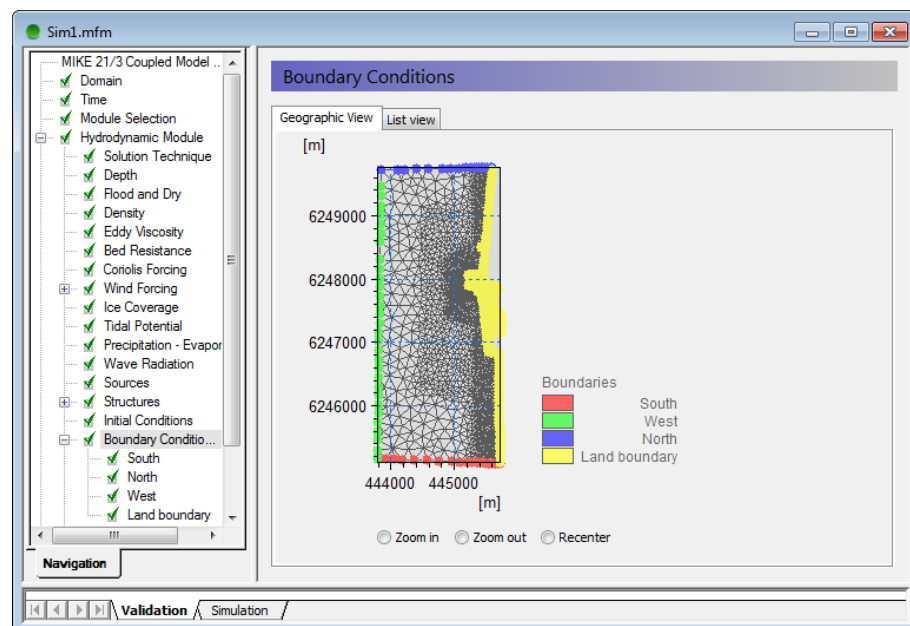 Sim1.mfm
MIKE 21/3 Coupled Model ..
Domain
Time
Module Selection
Hydrodynamic Module
Solution Technique
Depth
Flood and Dry
Density
Eddy Viscosity
Bed Resistance
Coriolis Forcing
Wind Forcing
Ice Coverage
Tidal Potential
Precipitation - Evapor
Wave Radiation
Sources
Structures
Initial Conditions
Boundary Conditio...
South
North
West
Land boundary
Navigation
Boundary Conditions
Geographic View List view
[m]
6249000
6248000
6247000
6246000
444000 445000
[m]
Boundaries
South
West
North
Land boundary
Zoom in Zoom out Recenter
Validation Simulation